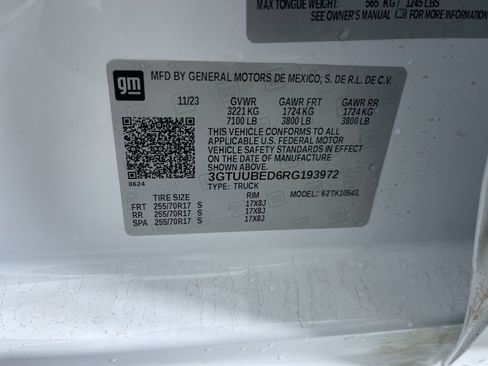 MAX TONGUE WEIGHT: 565 KG / 1245 LBS
SEE OWNER'S MANUAL FOR MORE INFORMATION
gm
MFD BY GENERAL MOTORS DE MEXICO, S. DE R.L. DE C.V.
11/23 GVWR GAWR FRT GAWR RR
3221 KG 1724 KG 1724 KG
7100 LB 3800 LB 3800 LB
THIS VEHICLE CONFORMS TO ALL
APPLICABLE U.S. FEDERAL MOTOR
VEHICLE SAFETY AND THEFT
PREVENTION STANDARDS IN EFFECT
ON THE DATE OF MANUFACTURE
SHOWN ABOVE.
3GTUUBED6RG193972
0624 TYPE: TRUCK MODEL:
TIRE SIZE RIM
FRT 255/70R17 S 17X8J
RR 255/70R17 S 17X8J
SPA 255/70R17 S 17X8J